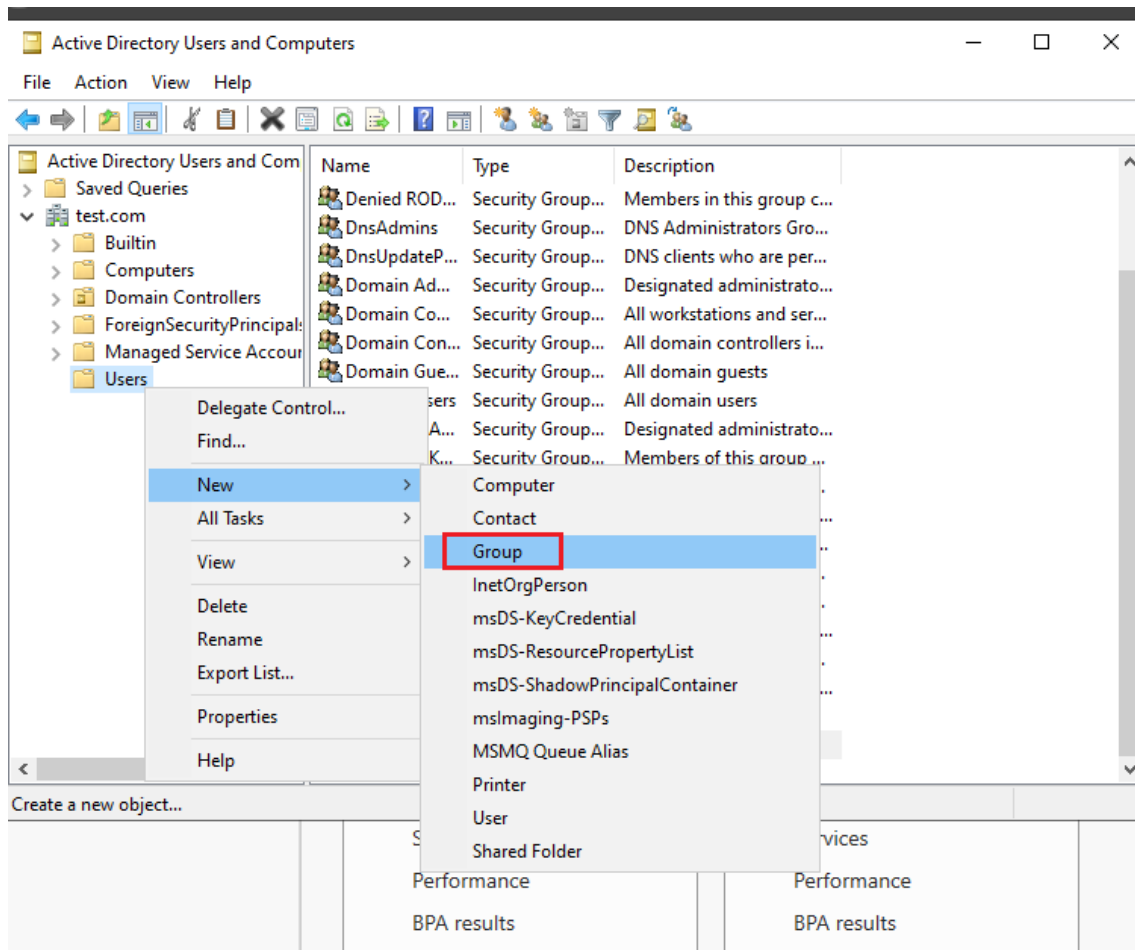 Active Directory Users and Computers
File Action View Help
Active Directory Users and Com
Saved Queries
test.com
Builtin
Computers
Domain Controllers
ForeignSecurityPrincipals
Managed Service Accour
Users
Name Type Description
Denied ROD... Security Group... Members in this group c...
DnsAdmins Security Group... DNS Administrators Gro...
DnsUpdateP... Security Group... DNS clients who are per...
Domain Ad... Security Group... Designated administrato...
Domain Co... Security Group... All workstations and ser...
Domain Con... Security Group... All domain controllers i...
Domain Gue... Security Group... All domain guests
sers Security Group... All domain users
A... Security Group... Designated administrato...
K... Security Group... Members of this group ...
Delegate Control...
Find...
New
All Tasks
View
Delete
Rename
Export List...
Properties
Help
Computer
Contact
Group
InetOrgPerson
msDS-KeyCredential
msDS-ResourcePropertyList
msDS-ShadowPrincipalContainer
msImaging-PSPs
MSMQ Queue Alias
Printer
User
Shared Folder
Create a new object...
S vices
Performance Performance
BPA results BPA results